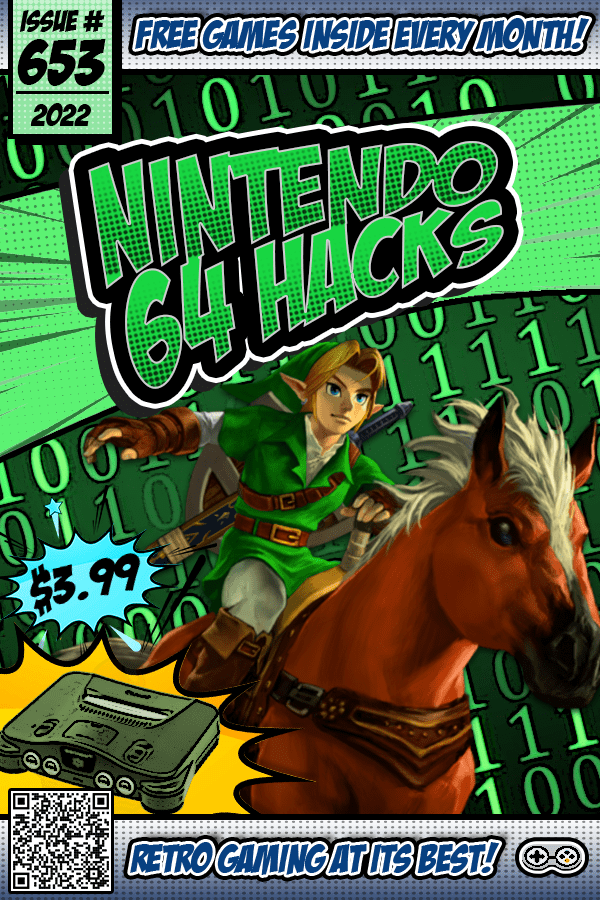 ISSUE #
653
2022
FREE GAMES INSIDE EVERY MONTH!
NINTENDO
64 HACKS
$3.99
RETRO GAMING AT ITS BEST!